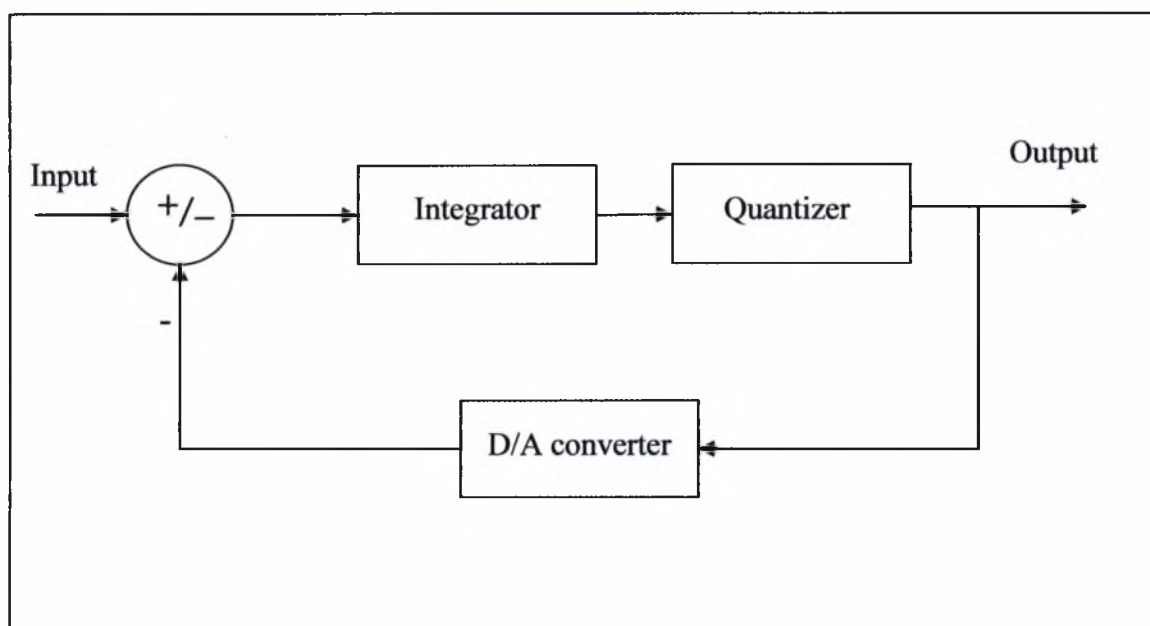 Input
+/–
Integrator
Quantizer
Output
-
D/A converter